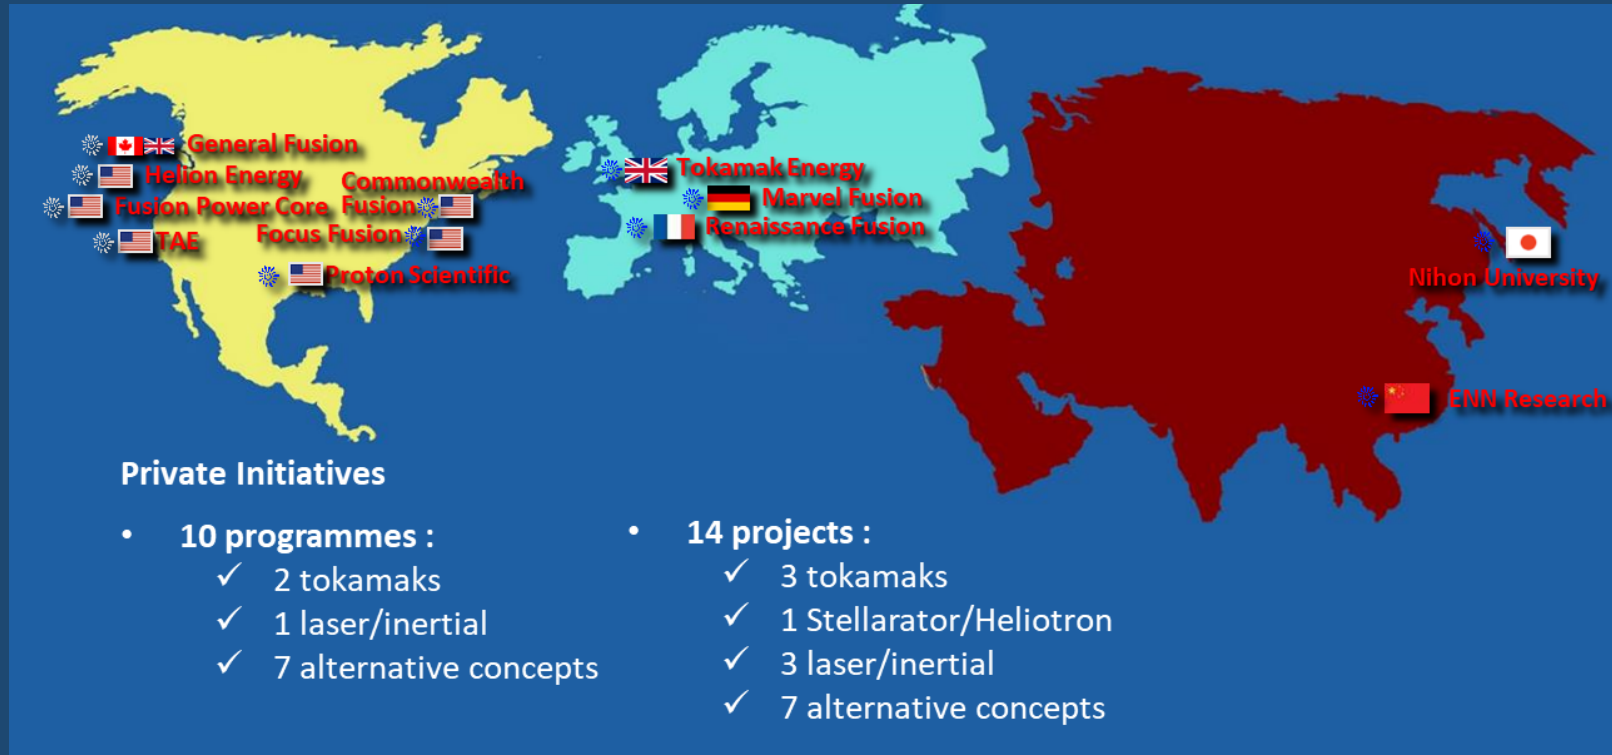 General Fusion
Helion Energy
Commonwealth
Fusion
Fusion Power Core
Focus Fusion
TAE
Proton Scientific
Tokamak Energy
Marvel Fusion
Renaissance Fusion
Nihon University
ENN Research
Private Initiatives
• 10 programmes :
✓ 2 tokamaks
✓ 1 laser/inertial
✓ 7 alternative concepts
• 14 projects :
✓ 3 tokamaks
✓ 1 Stellarator/Heliotron
✓ 3 laser/inertial
✓ 7 alternative concepts